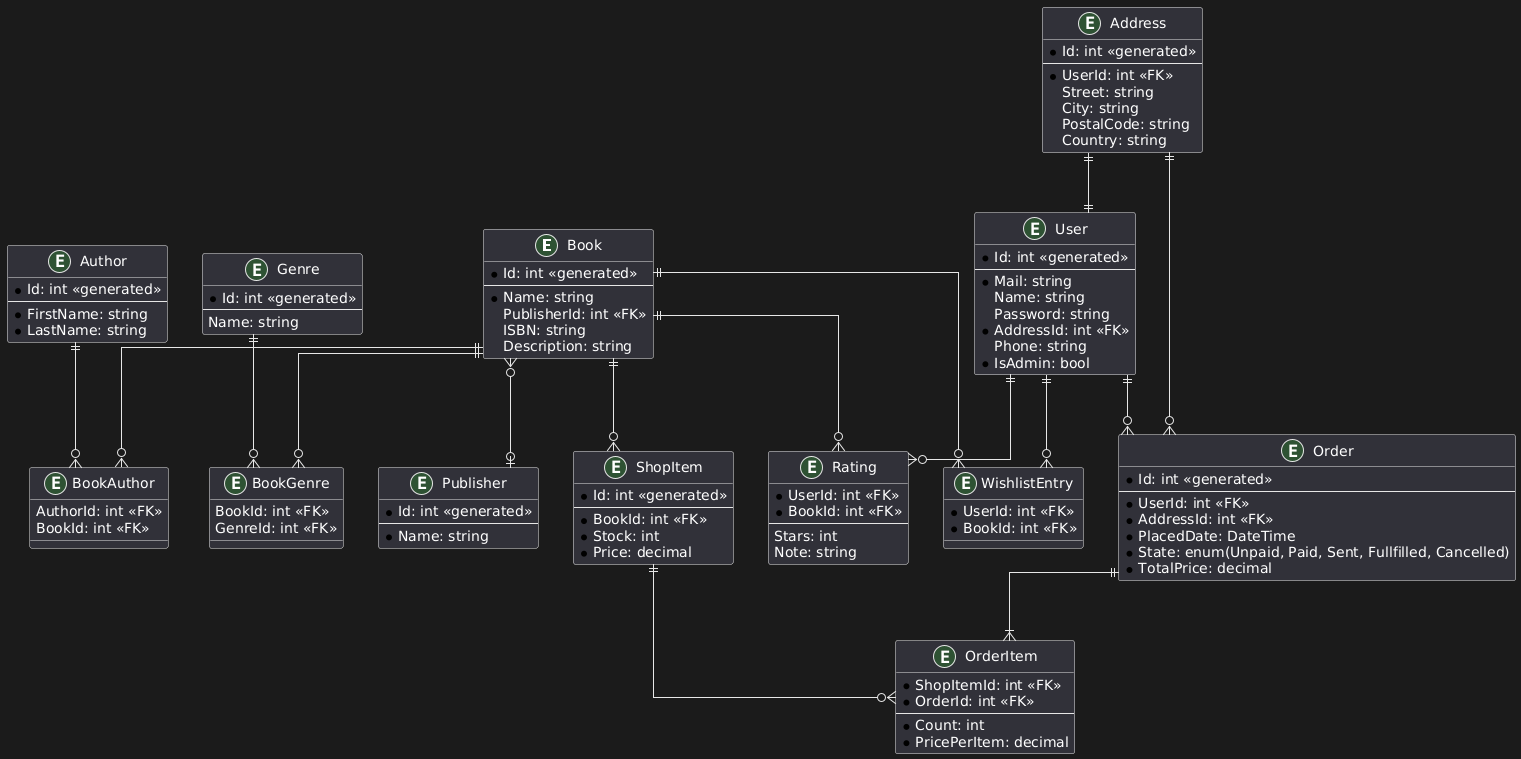 E Address
Id: int «generated»
UserId: int «FK»
Street: string
City: string
PostalCode: string
Country: string
E User
Id: int «generated»
Mail: string
Name: string
Password: string
AddressId: int «FK»
Phone: string
IsAdmin: bool
E Author
Id: int «generated»
FirstName: string
LastName: string
E Genre
Id: int «generated»
Name: string
E Book
Id: int «generated»
Name: string
PublisherId: int «FK»
ISBN: string
Description: string
E BookAuthor
AuthorId: int «FK»
BookId: int «FK»
E BookGenre
BookId: int «FK»
GenreId: int «FK»
E Publisher
Id: int «generated»
Name: string
E ShopItem
Id: int «generated»
BookId: int «FK»
Stock: int
Price: decimal
E Rating
UserId: int «FK»
BookId: int «FK»
Stars: int
Note: string
E WishlistEntry
UserId: int «FK»
BookId: int «FK»
E Order
Id: int «generated»
UserId: int «FK»
AddressId: int «FK»
PlacedDate: DateTime
State: enum(Unpaid, Paid, Sent, Fullfilled, Cancelled)
TotalPrice: decimal
E OrderItem
ShopItemId: int «FK»
OrderId: int «FK»
Count: int
PricePerItem: decimal